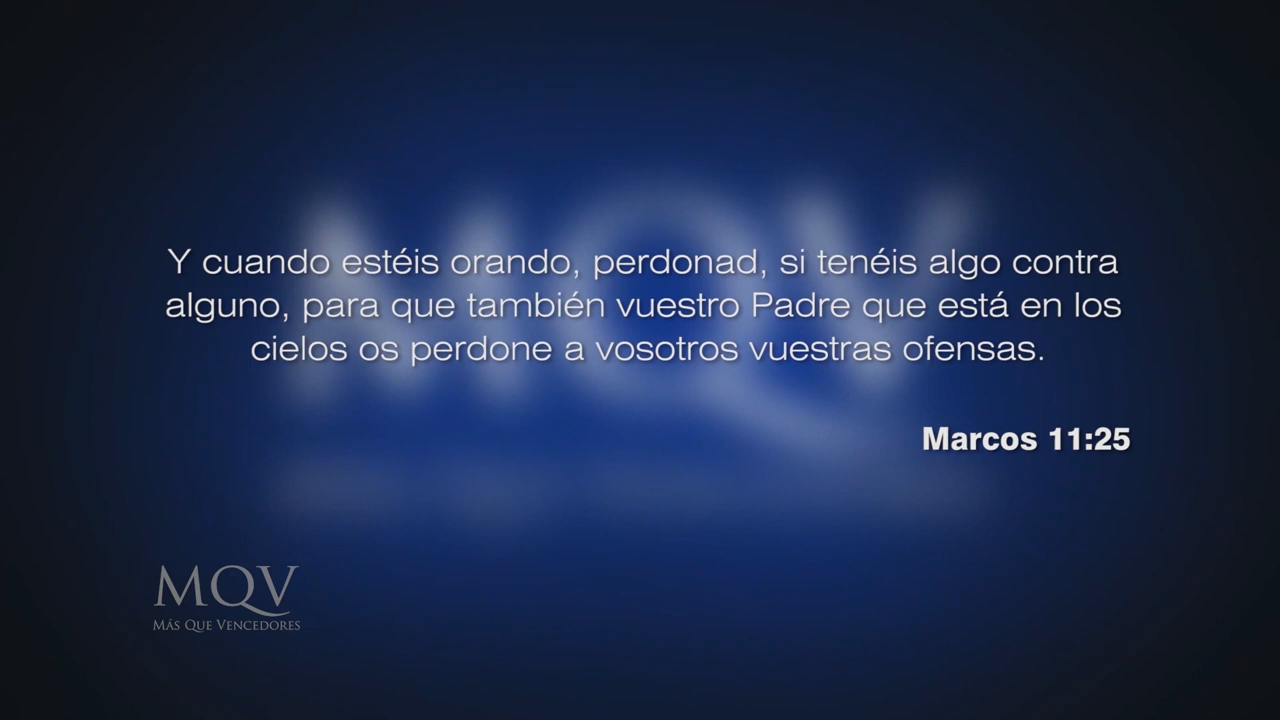 Y cuando estéis orando, perdonad, si tenéis algo contra
alguno, para que también vuestro Padre que está en los
cielos os perdone a vosotros vuestras ofensas.
Marcos 11:25
MQV
MÁS QUE VENCEDORES